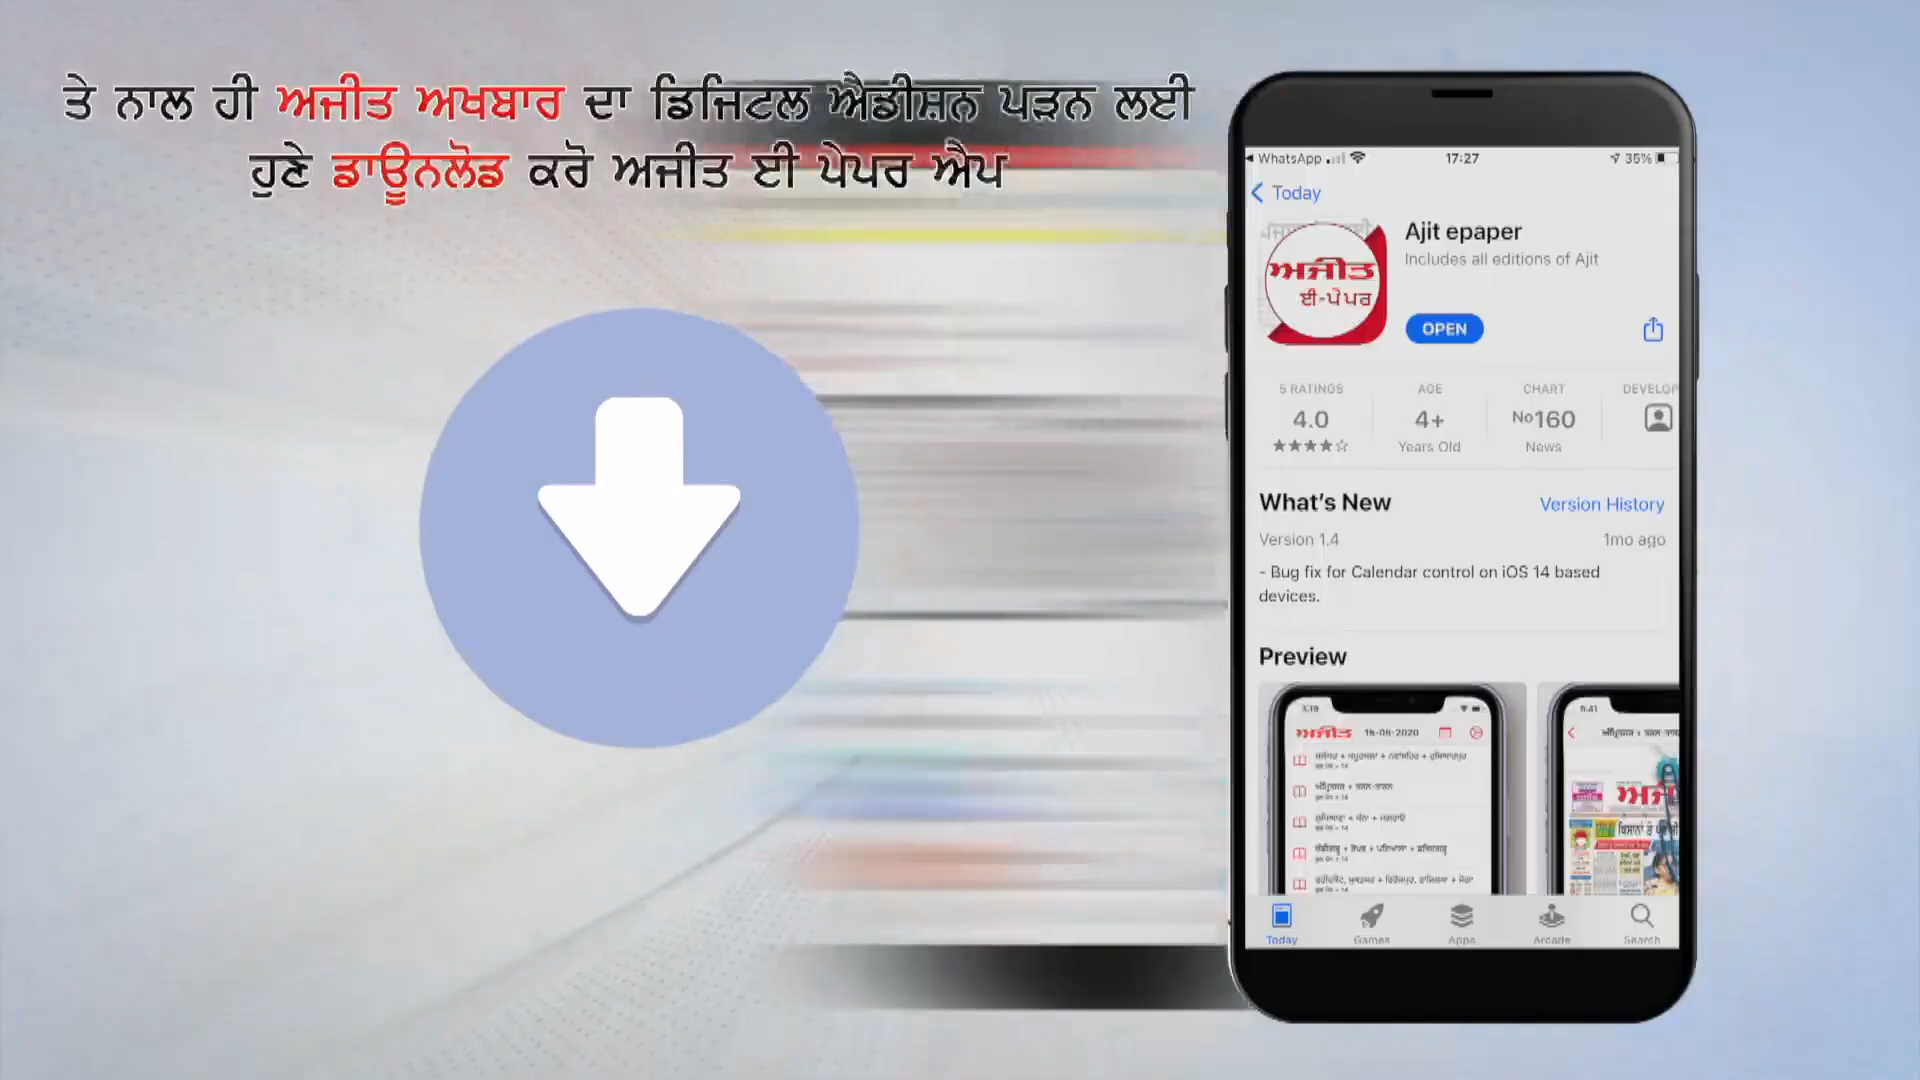 ਤੇ ਨਾਲ ਹੀ ਅਜੀਤ ਅਖਬਾਰ ਦਾ ਡਿਜਿਟਲ ਐਡੀਸ਼ਨ ਪੜਨ ਲਈ
ਹੁਣੇ ਡਾਊਨਲੋਡ ਕਰੋ ਅਜੀਤ ਈ ਪੇਪਰ ਐਪ
WhatsApp 17:27 35%
Today
ਅਜੀਤ
ਈ-ਪੇਪਰ
Ajit epaper
Includes all editions of Ajit
OPEN
5 RATINGS AGE CHART DEVELOP
4.0 4+ No160
★★★★☆ Years Old News
What's New Version History
Version 1.4 1mo ago
- Bug fix for Calendar control on iOS 14 based
devices.
Preview
ਅਜੀਤ
Today Games Apps Arcade Search